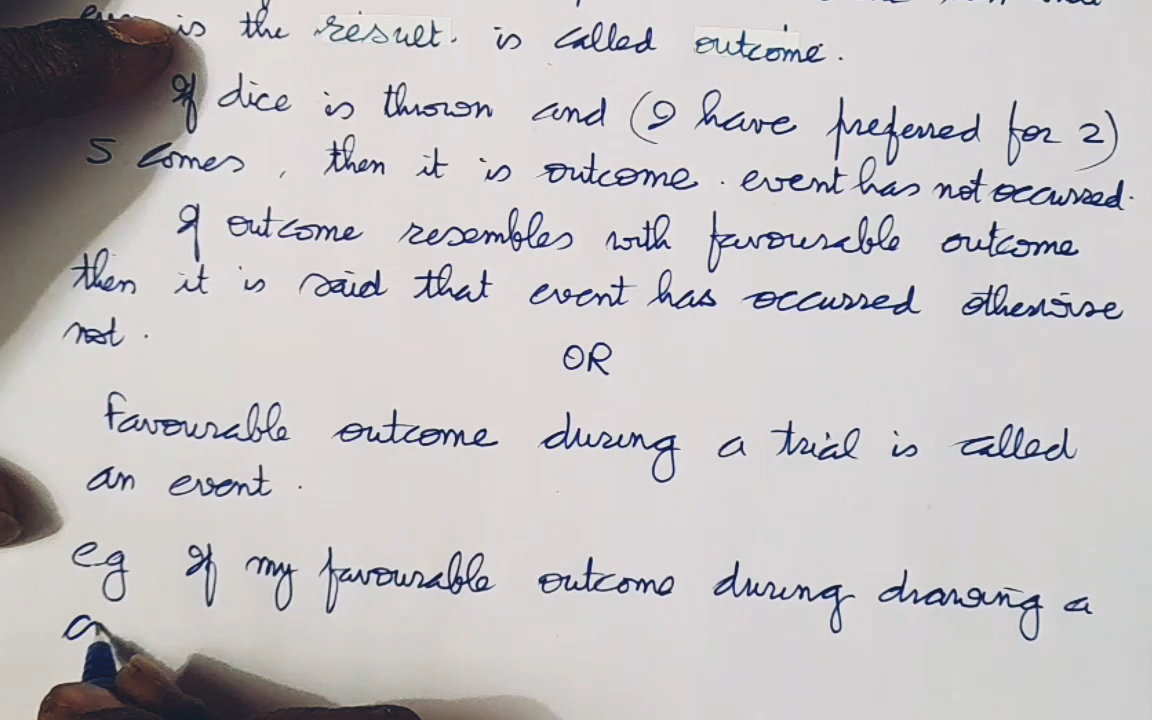 is the result. is called outcome.
If dice is thrown and (I have preferred for 2)
5 comes, then it is outcome. event has not occurred.
If outcome resembles with favourable outcome
then it is said that event has occurred otherwise
not.
OR
Favourable outcome during a trial is called
an event.
eg If my favourable outcome during drawing a